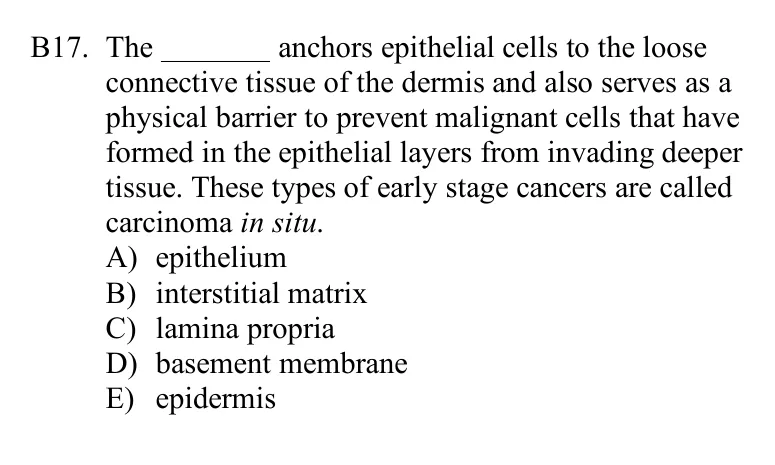 B17. The ________ anchors epithelial cells to the loose
connective tissue of the dermis and also serves as a
physical barrier to prevent malignant cells that have
formed in the epithelial layers from invading deeper
tissue. These types of early stage cancers are called
carcinoma in situ.
A) epithelium
B) interstitial matrix
C) lamina propria
D) basement membrane
E) epidermis